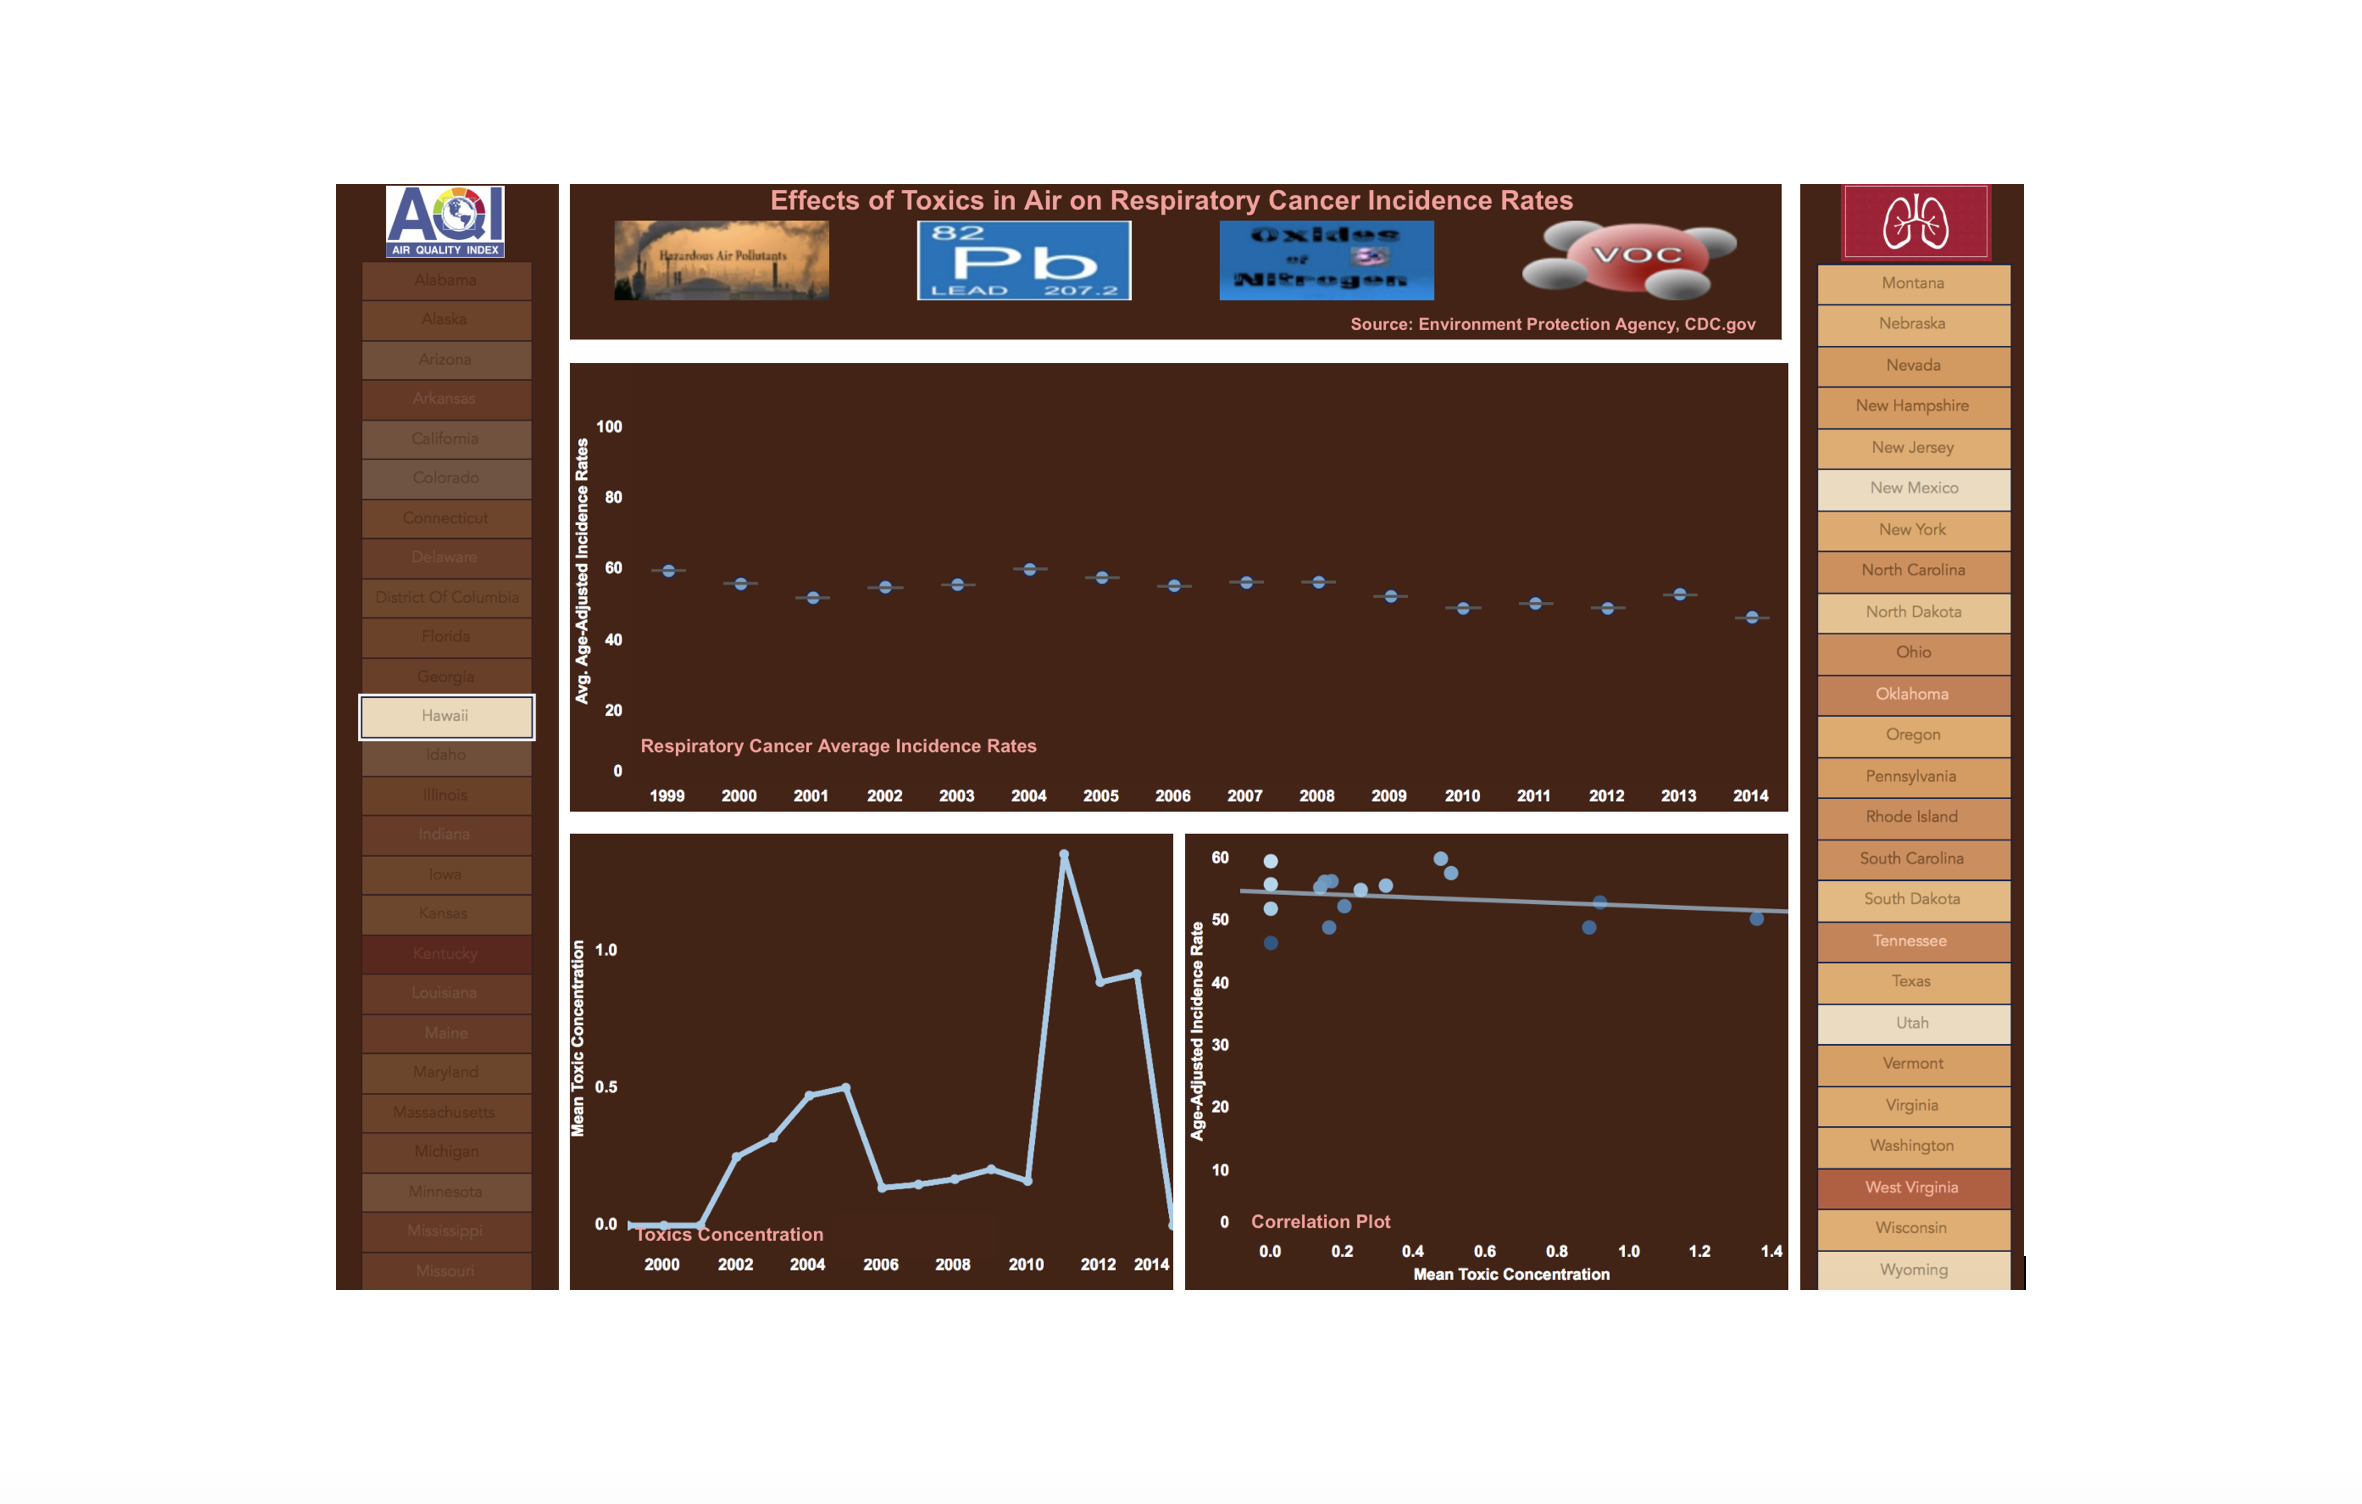 AQI
AIR QUALITY INDEX
Alabama
Alaska
Arizona
Arkansas
California
Colorado
Connecticut
Delaware
District Of Columbia
Florida
Georgia
Hawaii
Idaho
Illinois
Indiana
Iowa
Kansas
Kentucky
Louisiana
Maine
Maryland
Massachusetts
Michigan
Minnesota
Mississippi
Missouri
Effects of Toxics in Air on Respiratory Cancer Incidence Rates
Hazardous Air Pollutants
82
Pb
LEAD 207.2
Oxides
of
Nitrogen
VOC
Source: Environment Protection Agency, CDC.gov
Avg. Age-Adjusted Incidence Rates
100
80
60
40
20
0
Respiratory Cancer Average Incidence Rates
1999 2000 2001 2002 2003 2004 2005 2006 2007 2008 2009 2010 2011 2012 2013 2014
Mean Toxic Concentration
1.0
0.5
0.0
Toxics Concentration
2000 2002 2004 2006 2008 2010 2012 2014
Age-Adjusted Incidence Rate
60
50
40
30
20
10
0
Correlation Plot
0.0 0.2 0.4 0.6 0.8 1.0 1.2 1.4
Mean Toxic Concentration
Montana
Nebraska
Nevada
New Hampshire
New Jersey
New Mexico
New York
North Carolina
North Dakota
Ohio
Oklahoma
Oregon
Pennsylvania
Rhode Island
South Carolina
South Dakota
Tennessee
Texas
Utah
Vermont
Virginia
Washington
West Virginia
Wisconsin
Wyoming